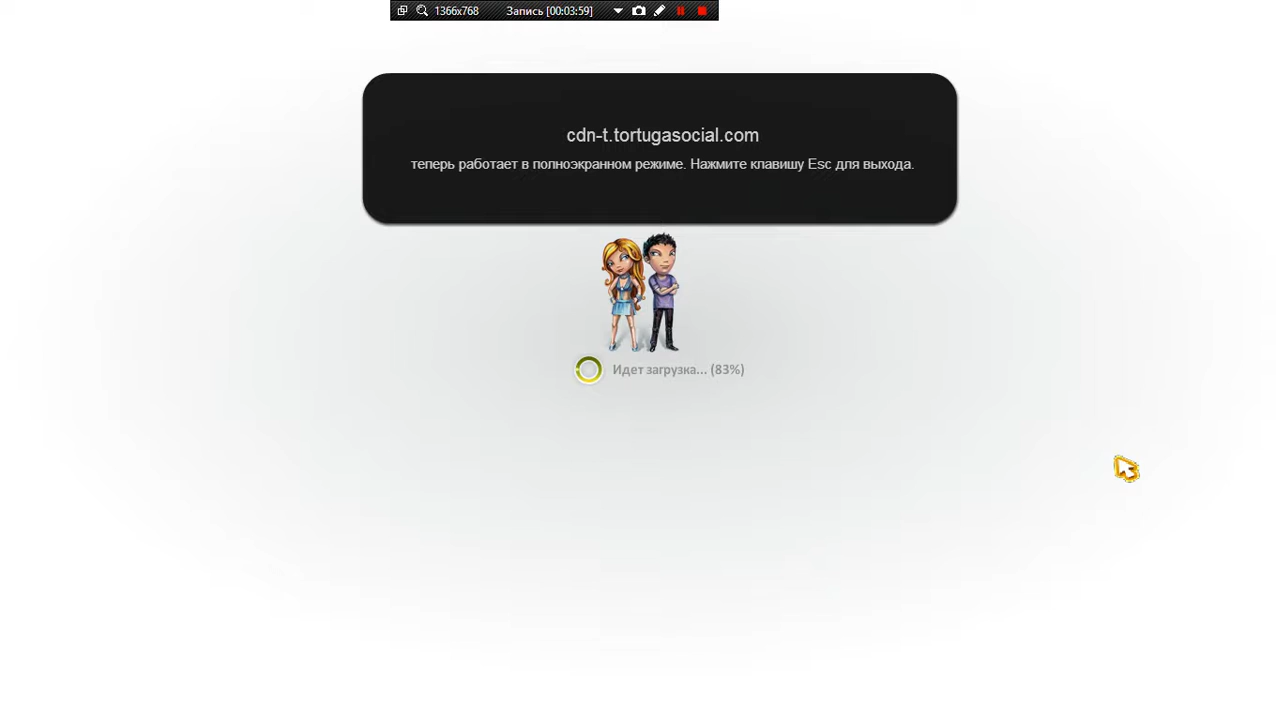 1366x768 Запись [00:03:59]
cdn-t.tortugasocial.com
теперь работает в полноэкранном режиме. Нажмите клавишу Esc для выхода.
Идет загрузка... (83%)